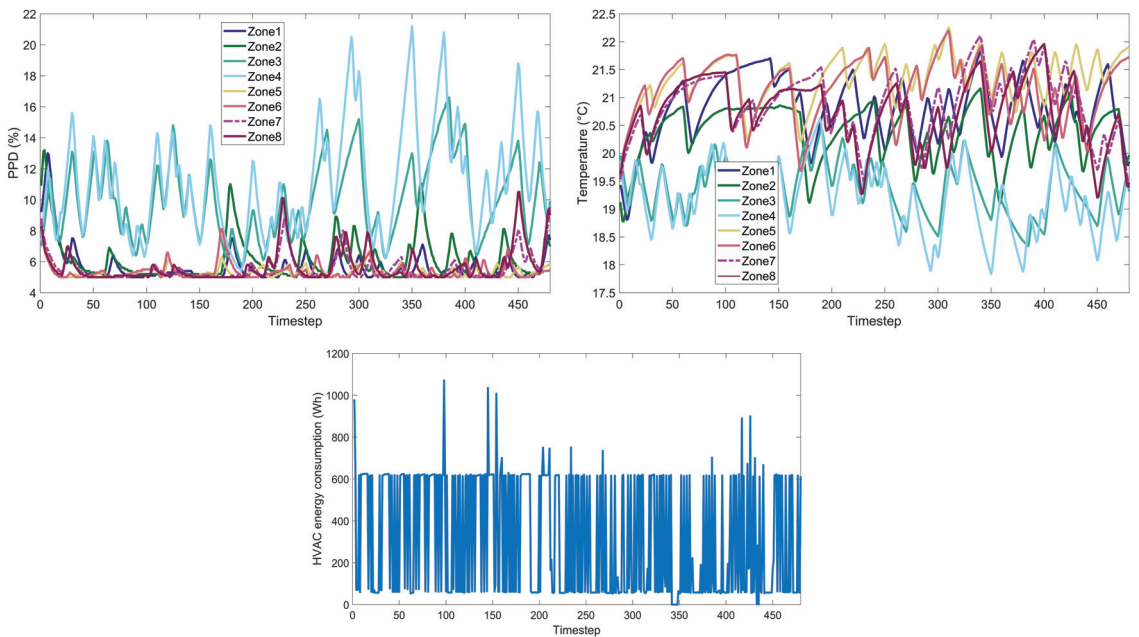 22
20
18
16
14
12
10
8
6
4
PPD (%)
0 50 100 150 200 250 300 350 400 450
Timestep
Zone1
Zone2
Zone3
Zone4
Zone5
Zone6
Zone7
Zone8
22.5
22
21.5
21
20.5
20
19.5
19
18.5
18
17.5
Temperature (°C)
0 50 100 150 200 250 300 350 400 450
Timestep
Zone1
Zone2
Zone3
Zone4
Zone5
Zone6
Zone7
Zone8
1200
1000
800
600
400
200
0
HVAC energy consumption (Wh)
0 50 100 150 200 250 300 350 400 450
Timestep